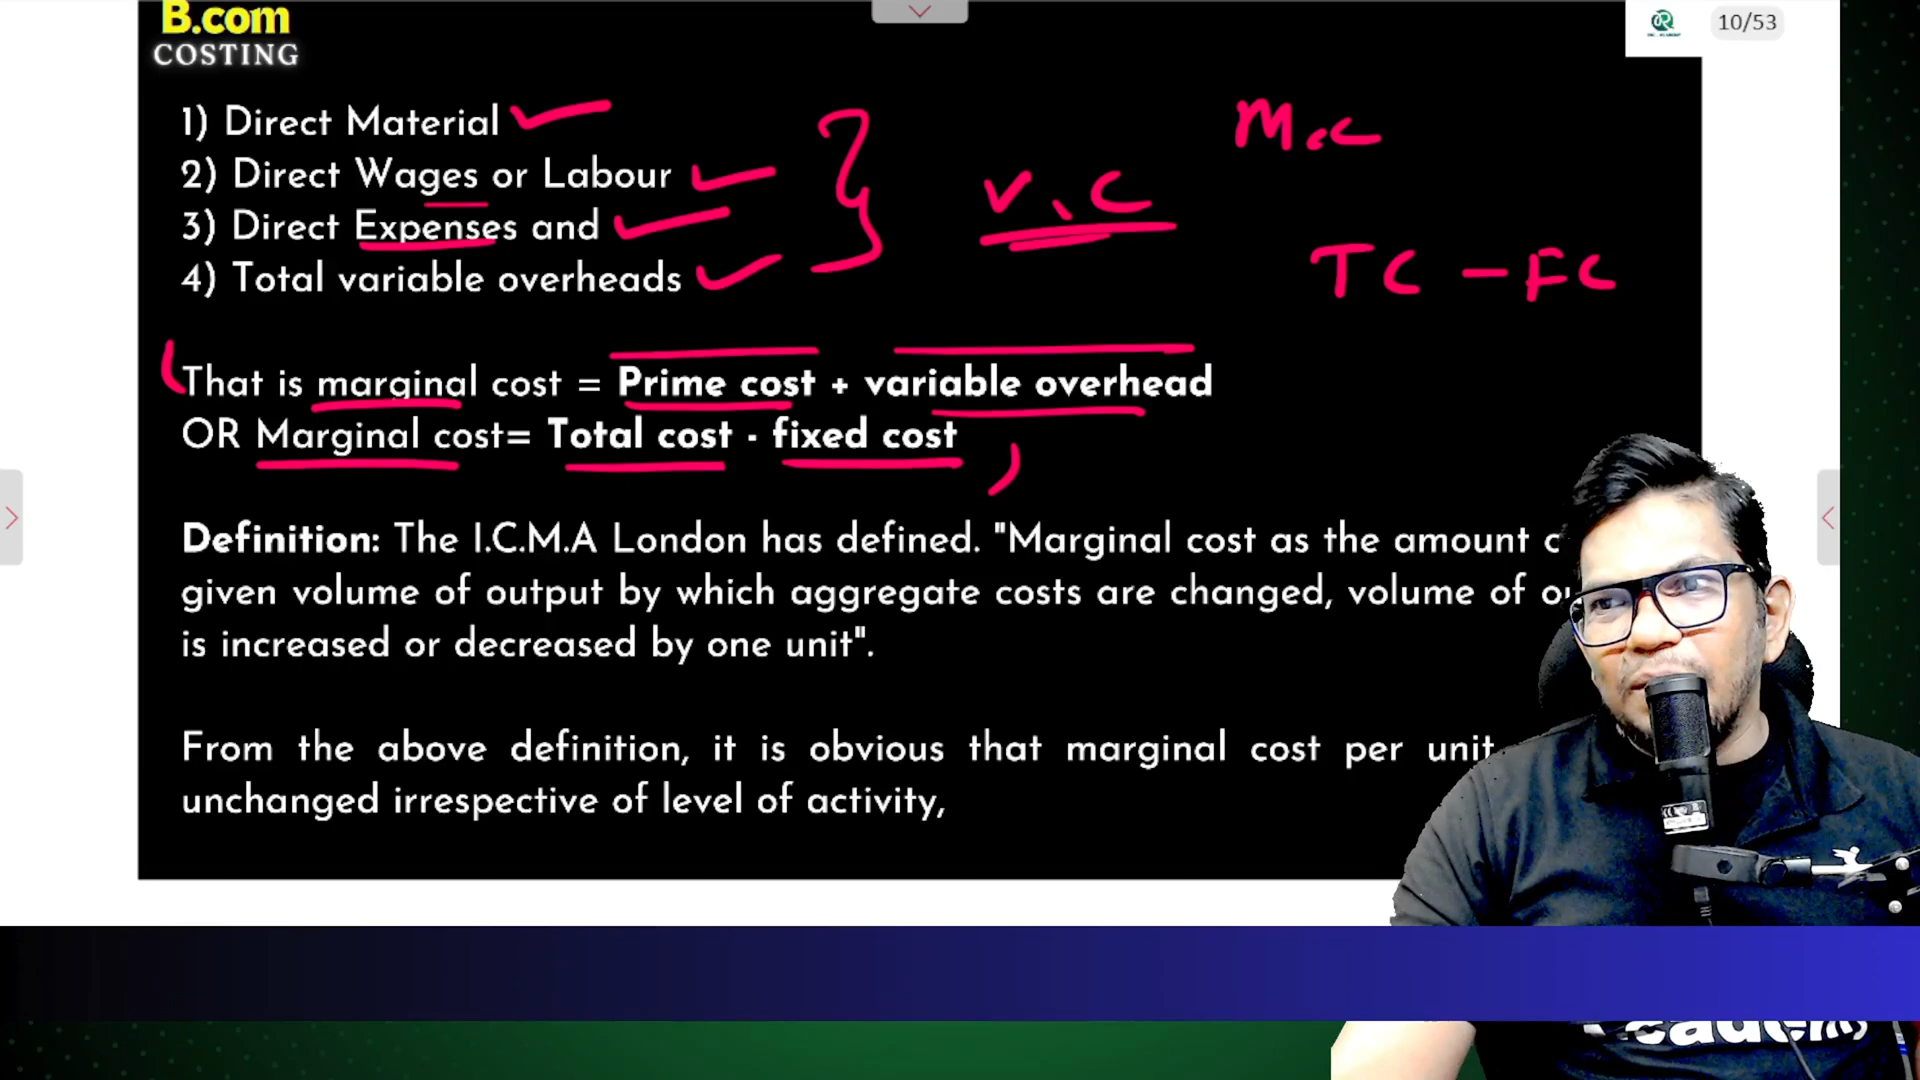 B.com
COSTING
10/53
1) Direct Material
2) Direct Wages or Labour
3) Direct Expenses and
4) Total variable overheads
M.C
V.C
TC - FC
That is marginal cost = Prime cost + variable overhead
OR Marginal cost= Total cost - fixed cost
Definition: The I.C.M.A London has defined. "Marginal cost as the amount
given volume of output by which aggregate costs are changed, volume of
is increased or decreased by one unit".
From the above definition, it is obvious that marginal cost per unit
unchanged irrespective of level of activity,